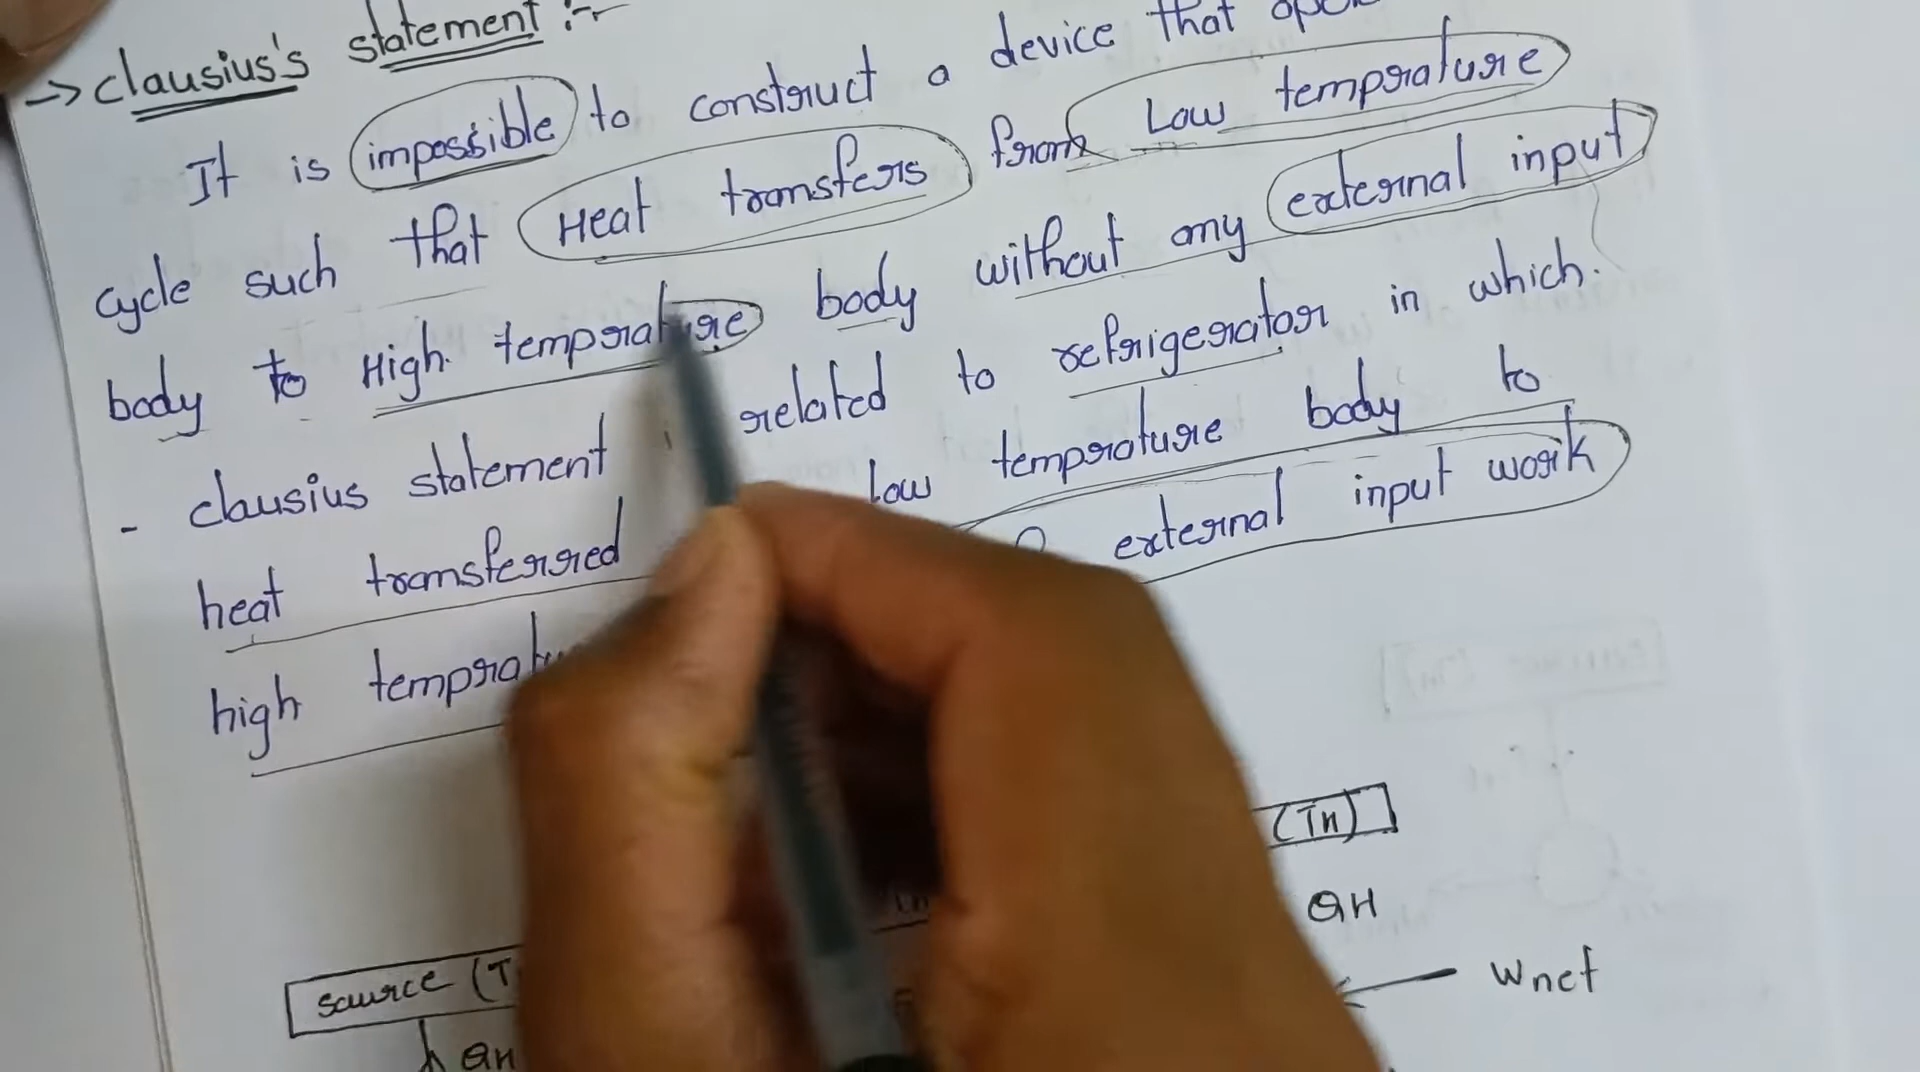 -> clausius's statement :-
It is impossible to construct a device that
cycle such that Heat transfers from Low temprature
body to High temprature body without any external input
- clausius statement related to refrigerator in which.
heat transferred low temprature body to
high external input work
(TH)
QH
Wnet
source
QH